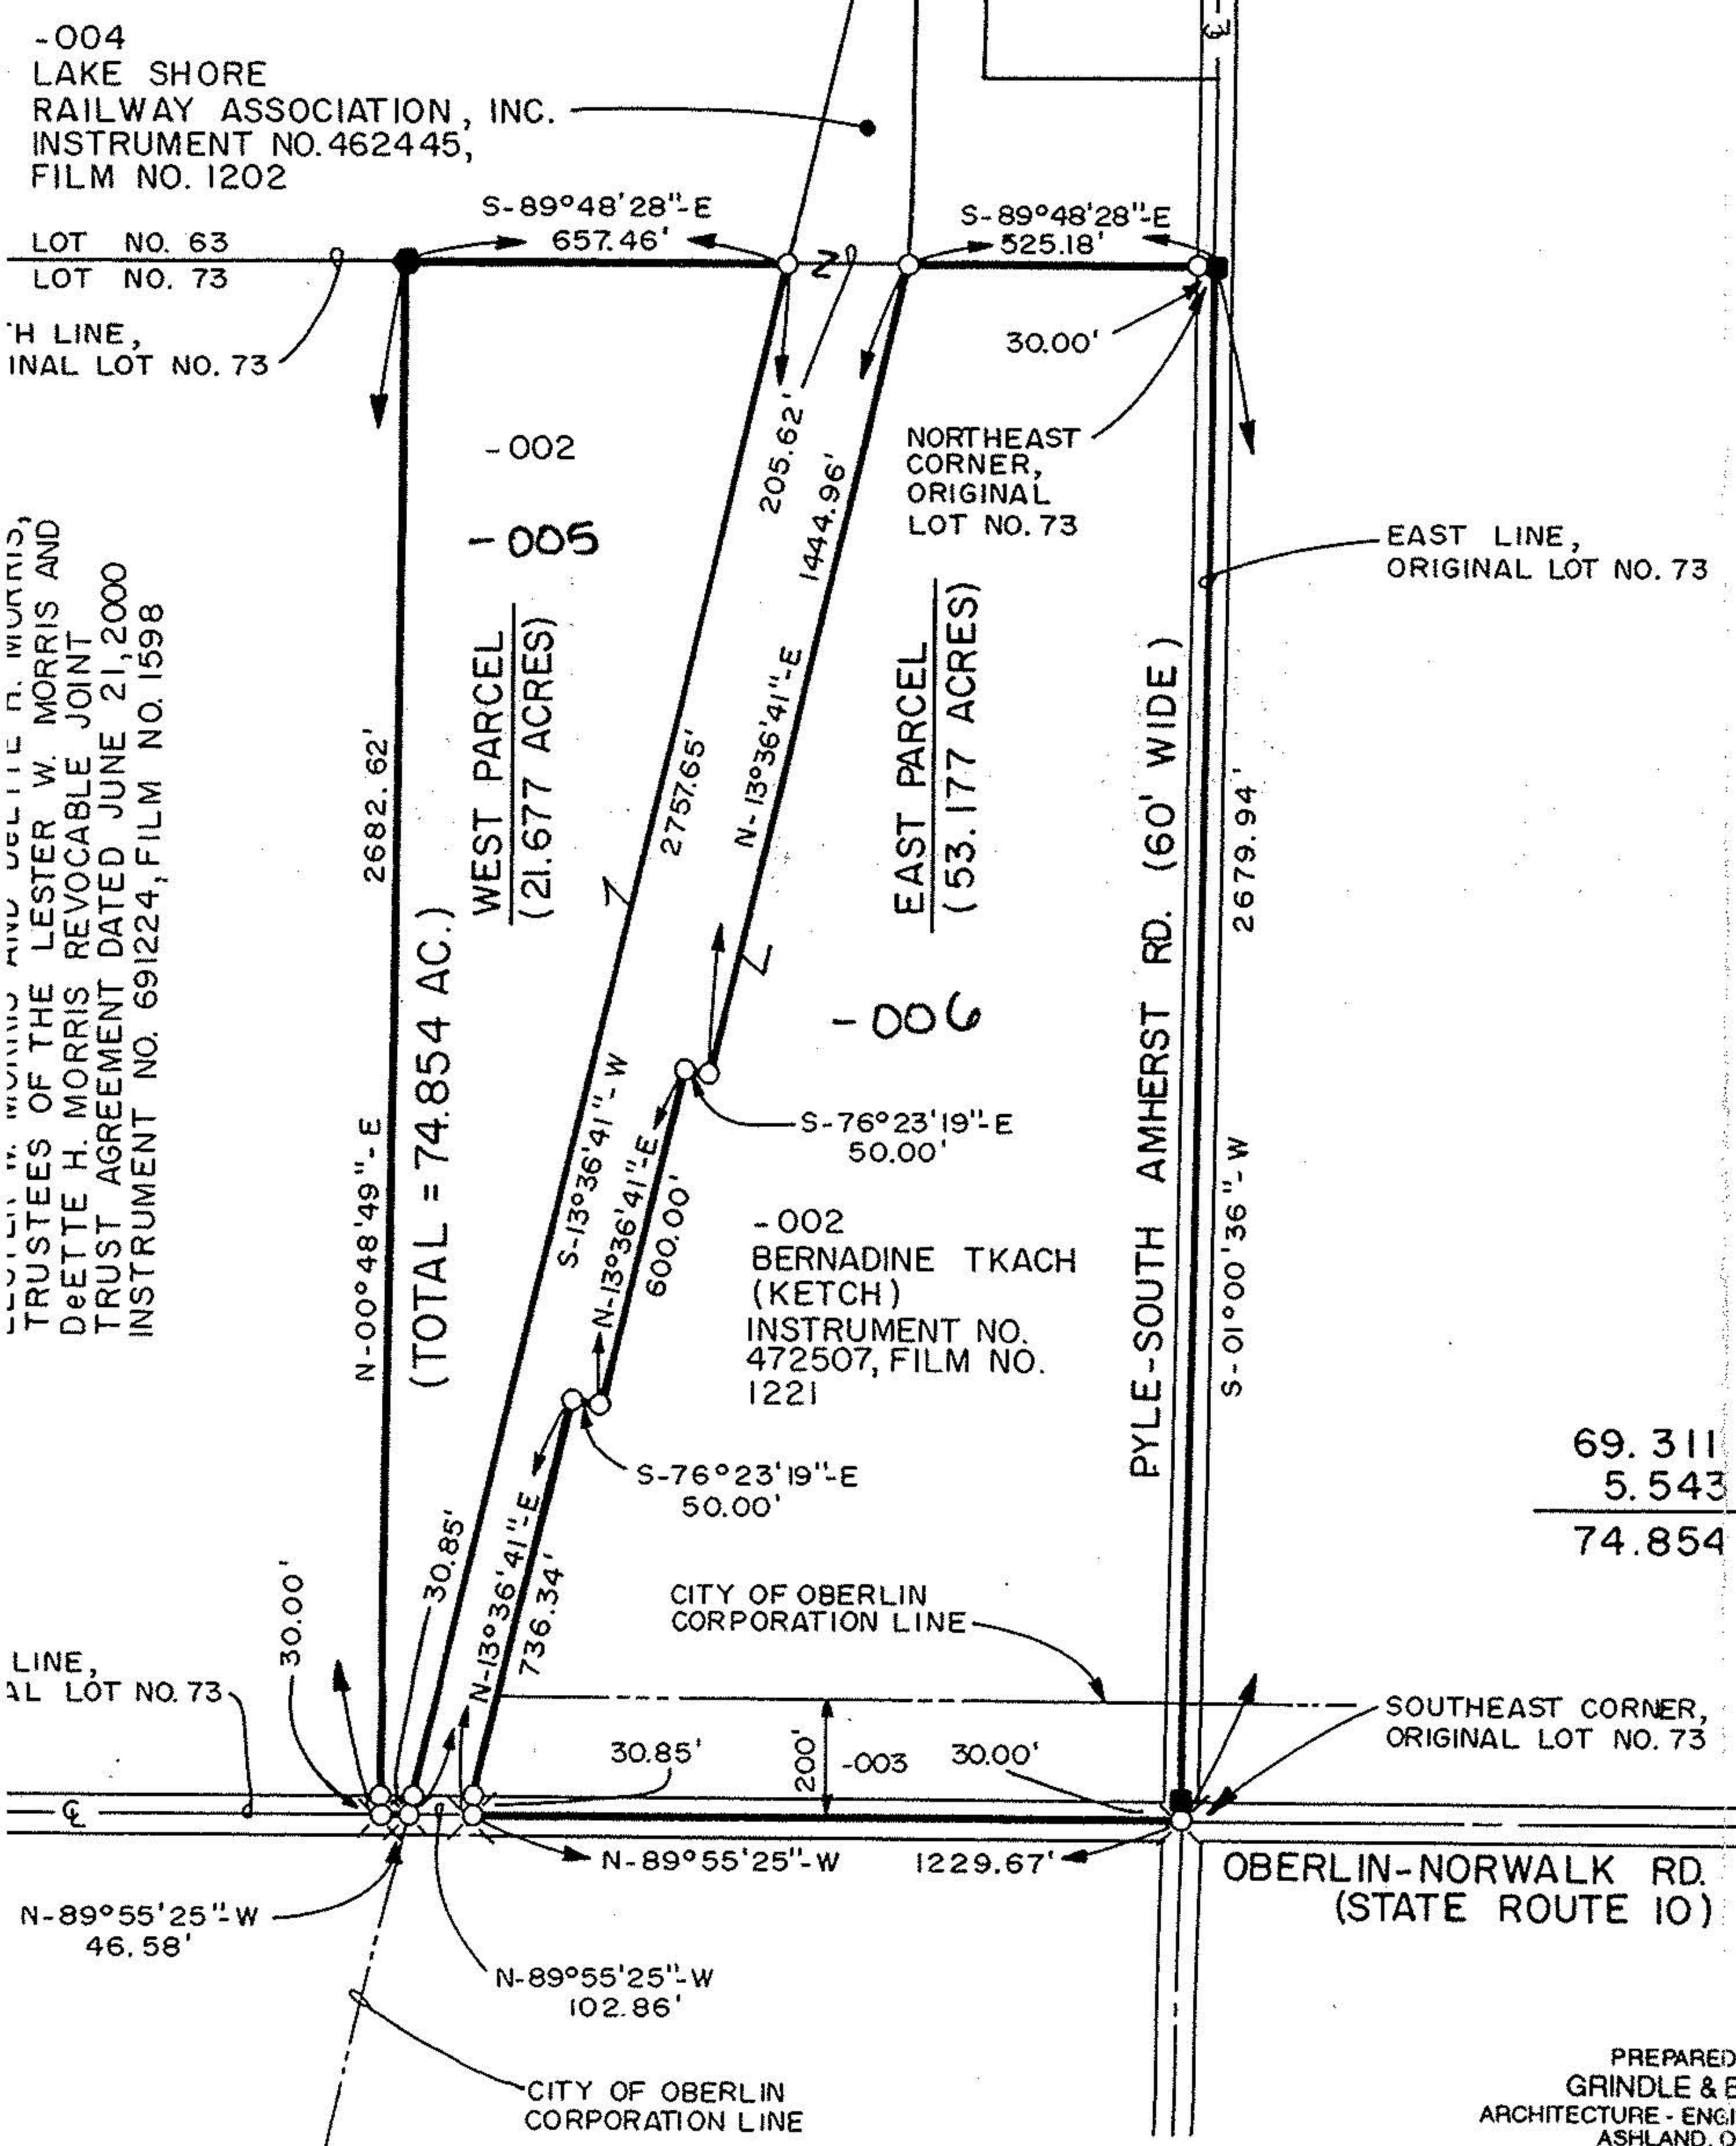 -004
LAKE SHORE
RAILWAY ASSOCIATION, INC.
INSTRUMENT NO. 462445,
FILM NO. 1202
3
S-89°48'28"-E
657.46'
S-89°48'28"-E
525.18'
LOT NO. 63
LOT NO. 73
30.00'
LINE,
LOT NO. 73
205.62'
1444.96'
N-13°36'41"-E
NORTHEAST
CORNER,
ORIGINAL
LOT NO. 73
-002
-005
WEST PARCEL
(21.677 ACRES)
EAST LINE,
ORIGINAL LOT NO. 73
EAST PARCEL
(53.177 ACRES)
-006
TRUSTEES OF THE LESTER W. MORRIS AND
DeETTE H. MORRIS REVOCABLE JOINT
TRUST AGREEMENT DATED JUNE 21, 2000
INSTRUMENT NO. 691224, FILM NO. 1598
2682.62'
N-00°48'49"-E
(TOTAL = 74.854 AC.)
2757.65'
S-13°36'41"-W
PYLE-SOUTH AMHERST RD. (60' WIDE)
2679.94'
S-01°00'36"-W
S-76°23'19"-E
50.00'
N-13°36'41"-E
600.00'
-002
BERNADINE TKACH
(KETCH)
INSTRUMENT NO.
472507, FILM NO.
1221
S-76°23'19"-E
50.00'
69.311
5.543
74.854
30.85'
N-13°36'41"-E
736.34'
30.00'
CITY OF OBERLIN
CORPORATION LINE
LINE,
LOT NO. 73
SOUTHEAST CORNER,
ORIGINAL LOT NO. 73
30.85'
200'
-003
30.00'
℄
N-89°55'25"-W
1229.67'
OBERLIN-NORWALK RD.
(STATE ROUTE 10)
N-89°55'25"-W
46.58'
N-89°55'25"-W
102.86'
CITY OF OBERLIN
CORPORATION LINE
PREPARED
GRINDLE &
ARCHITECTURE - ENGI
ASHLAND,